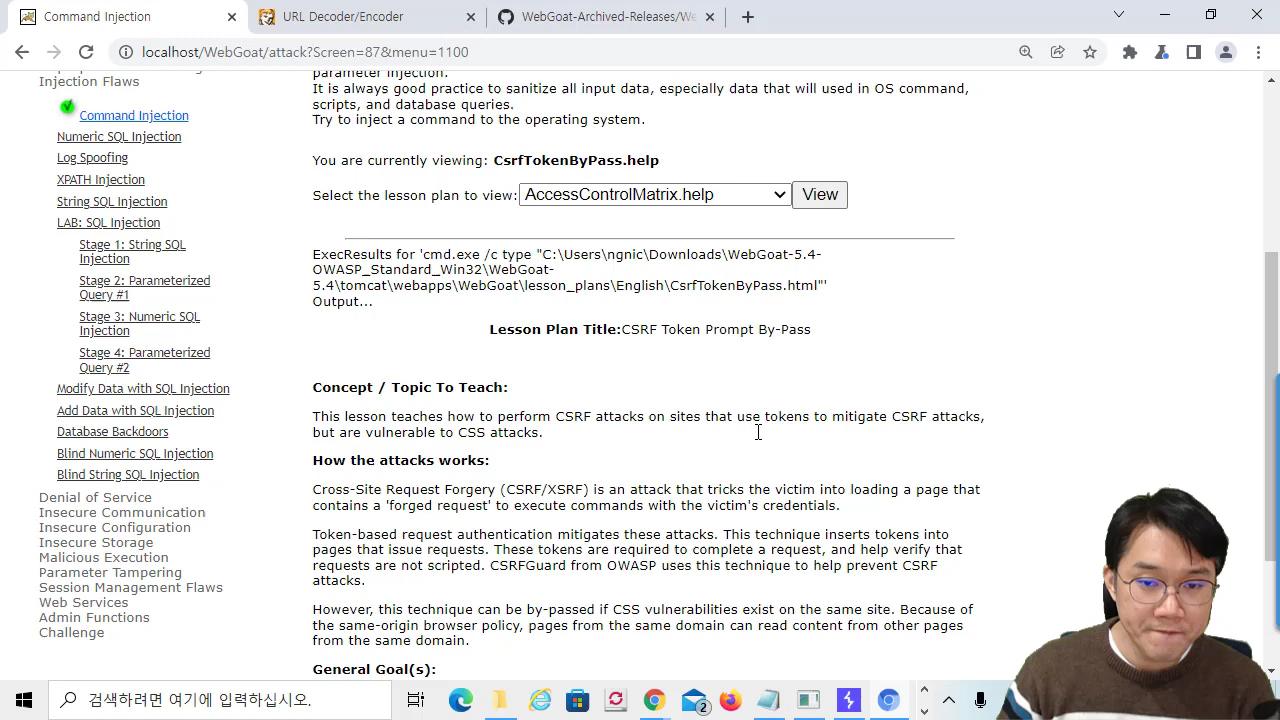 Command Injection
URL Decoder/Encoder
WebGoat-Archived-Releases/We
localhost/WebGoat/attack?Screen=87&menu=1100
Injection Flaws
Command Injection
Numeric SQL Injection
Log Spoofing
XPATH Injection
String SQL Injection
LAB: SQL Injection
Stage 1: String SQL
Injection
Stage 2: Parameterized
Query #1
Stage 3: Numeric SQL
Injection
Stage 4: Parameterized
Query #2
Modify Data with SQL Injection
Add Data with SQL Injection
Database Backdoors
Blind Numeric SQL Injection
Blind String SQL Injection
Denial of Service
Insecure Communication
Insecure Configuration
Insecure Storage
Malicious Execution
Parameter Tampering
Session Management Flaws
Web Services
Admin Functions
Challenge
parameter injection.
It is always good practice to sanitize all input data, especially data that will used in OS command,
scripts, and database querues.
Try to inject a command to the operating system.
You are currently viewing: CsrfTokenByPass.help
Select the lesson plan to view: AccessControlMatrix.help View
ExecResults for 'cmd.exe /c type "C:\Users\ngnic\Downloads\WebGoat-5.4-
OWASP_Standard_Win32\WebGoat-
5.4\tomcat\webapps\WebGoat\lesson_plans\English\CsrfTokenByPass.html"'
Output...
Lesson Plan Title:CSRF Token Prompt By-Pass
Concept / Topic To Teach:
This lesson teaches how to perform CSRF attacks on sites that use tokens to mitigate CSRF attacks,
but are vulnerable to CSS attacks.
How the attacks works:
Cross-Site Request Forgery (CSRF/XSRF) is an attack that tricks the victim into loading a page that
contains a 'forged request' to execute commands with the victim's credentials.
Token-based request authentication mitigates these attacks. This technique inserts tokens into
pages that issue requests. These tokens are required to complete a request, and help verify that
requests are not scripted. CSRFGuard from OWASP uses this technique to help prevent CSRF
attacks.
However, this technique can be by-passed if CSS vulnerabilities exist on the same site. Because of
the same-origin browser policy, pages from the same domain can read content from other pages
from the same domain.
General Goal(s):
검색하려면 여기에 입력하십시오.
2